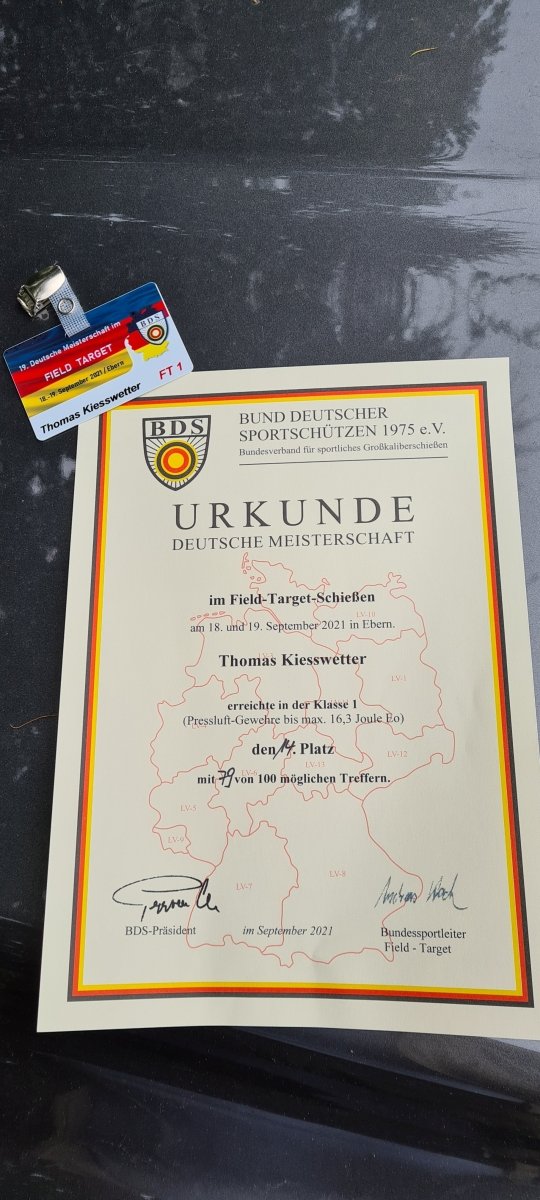 19. Deutsche Meisterschaft im
BDS
FIELD TARGET
18.-19. September 2021 / Ebern
FT 1
Thomas Kiesswetter
BDS
BUND DEUTSCHER
SPORTSCHÜTZEN 1975 e.V.
Bundesverband für sportliches Großkaliberschießen
URKUNDE
DEUTSCHE MEISTERSCHAFT
im Field-Target-Schießen
LV-10
am 18. und 19. September 2021 in Ebern.
Thomas Kiesswetter
LV-1
erreichte in der Klasse 1
(Pressluft-Gewehre bis max. 16,3 Joule Eo)
den 14. Platz
LV-12
LV-13
LV-6
mit 79 von 100 möglichen Treffern.
LV-5
LV-9
LV-8
LV-7
BDS-Präsident
im September 2021
Bundessportleiter
Field - Target